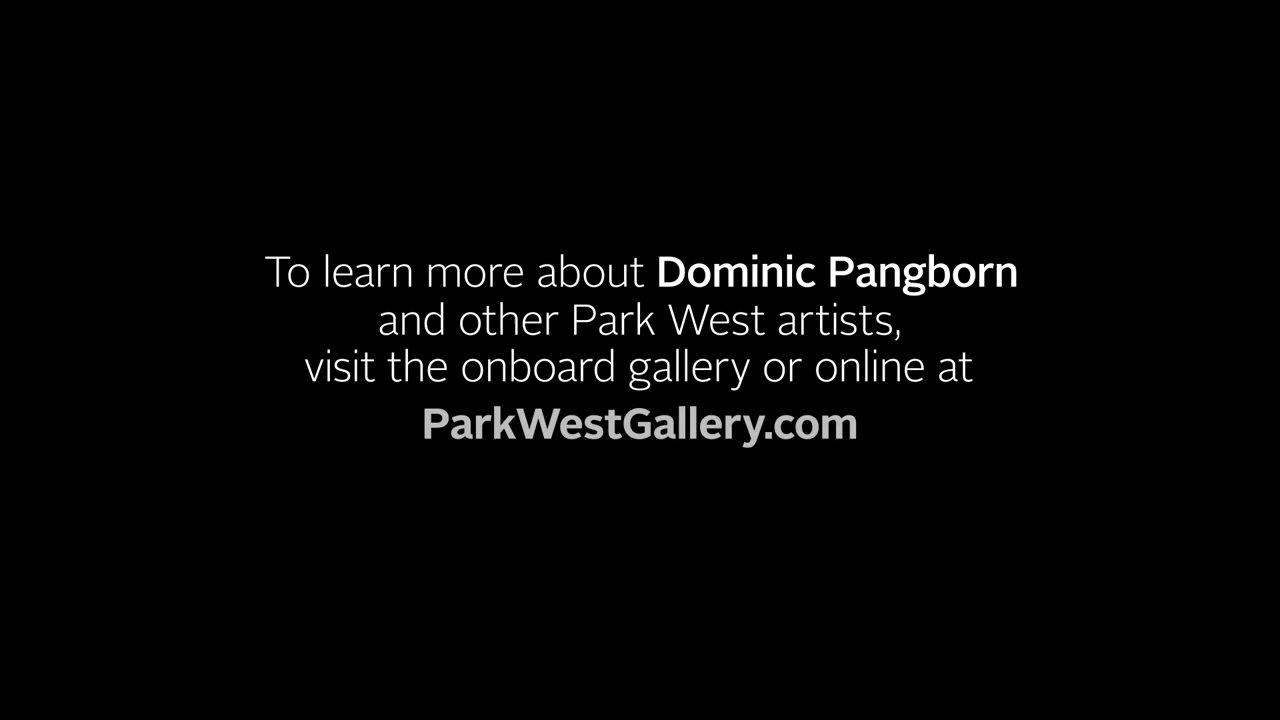 To learn more about Dominic Pangborn
and other Park West artists,
visit the onboard gallery or online at
ParkWestGallery.com